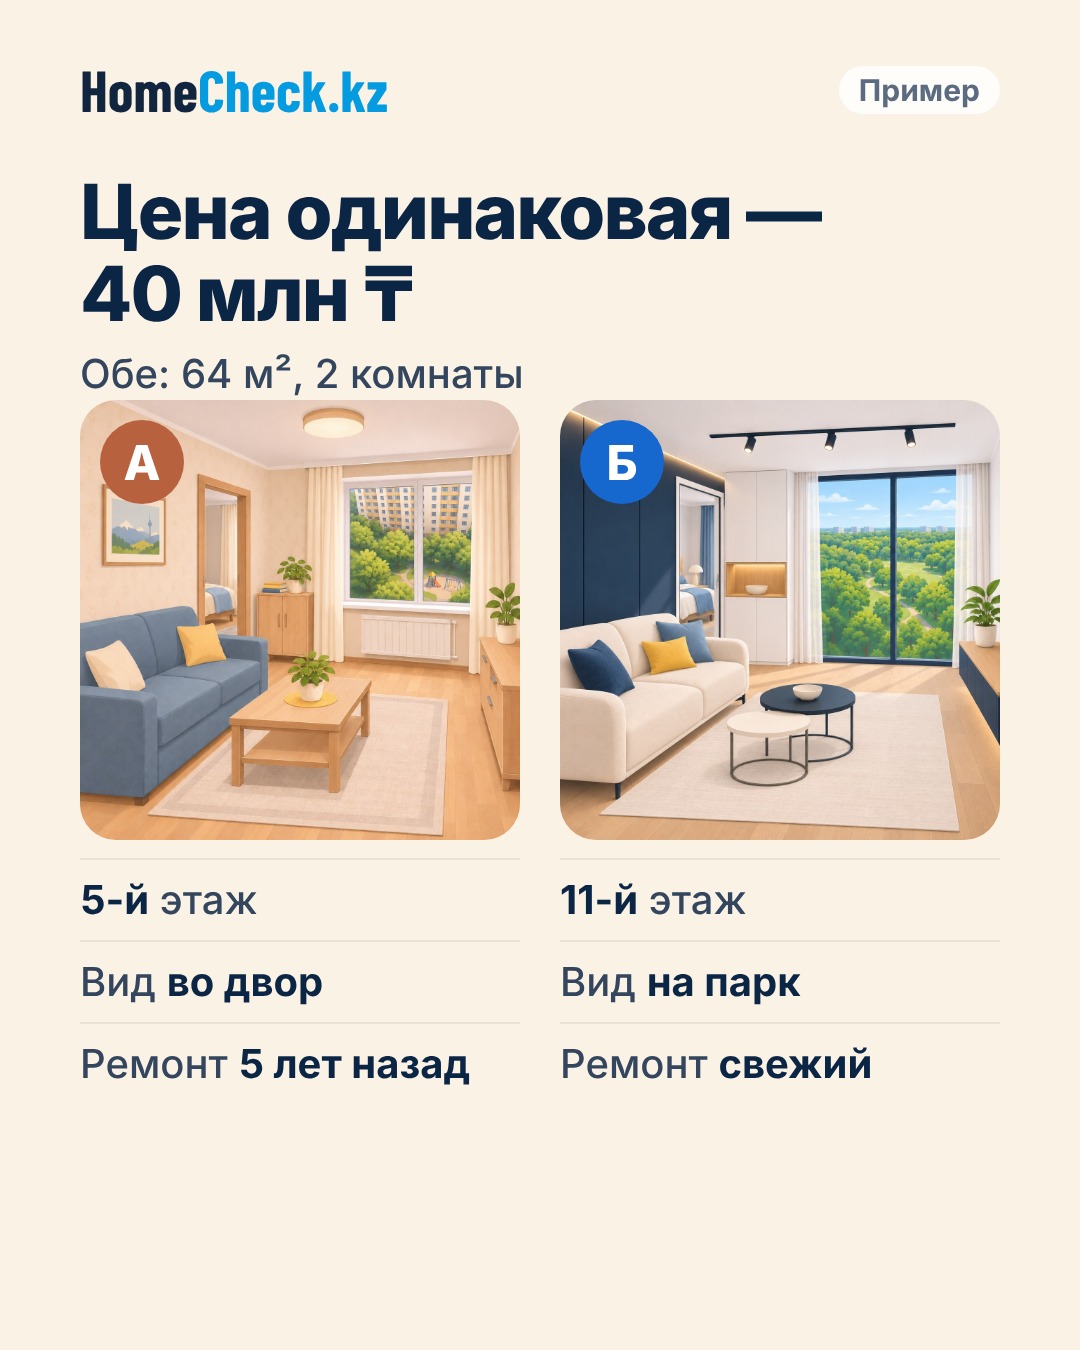 HomeCheck.kz
Пример
Цена одинаковая —
40 млн ₸
Обе: 64 м², 2 комнаты
А
Б
5-й этаж
11-й этаж
Вид во двор
Вид на парк
Ремонт 5 лет назад
Ремонт свежий